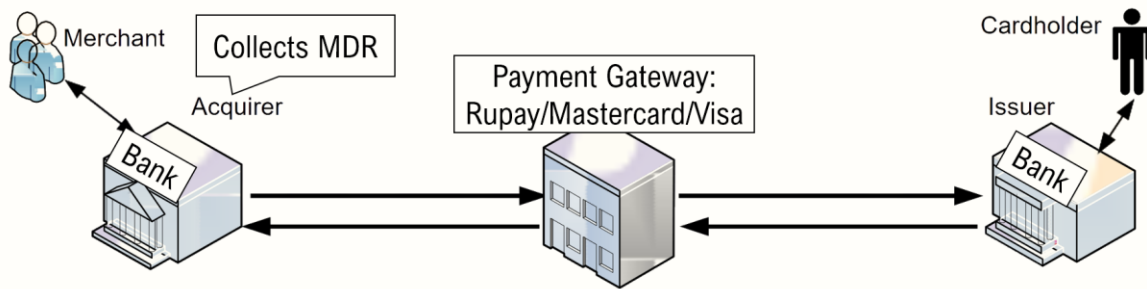 Merchant
Collects MDR
Acquirer
Bank
Payment Gateway:
Rupay/Mastercard/Visa
Cardholder
Issuer
Bank